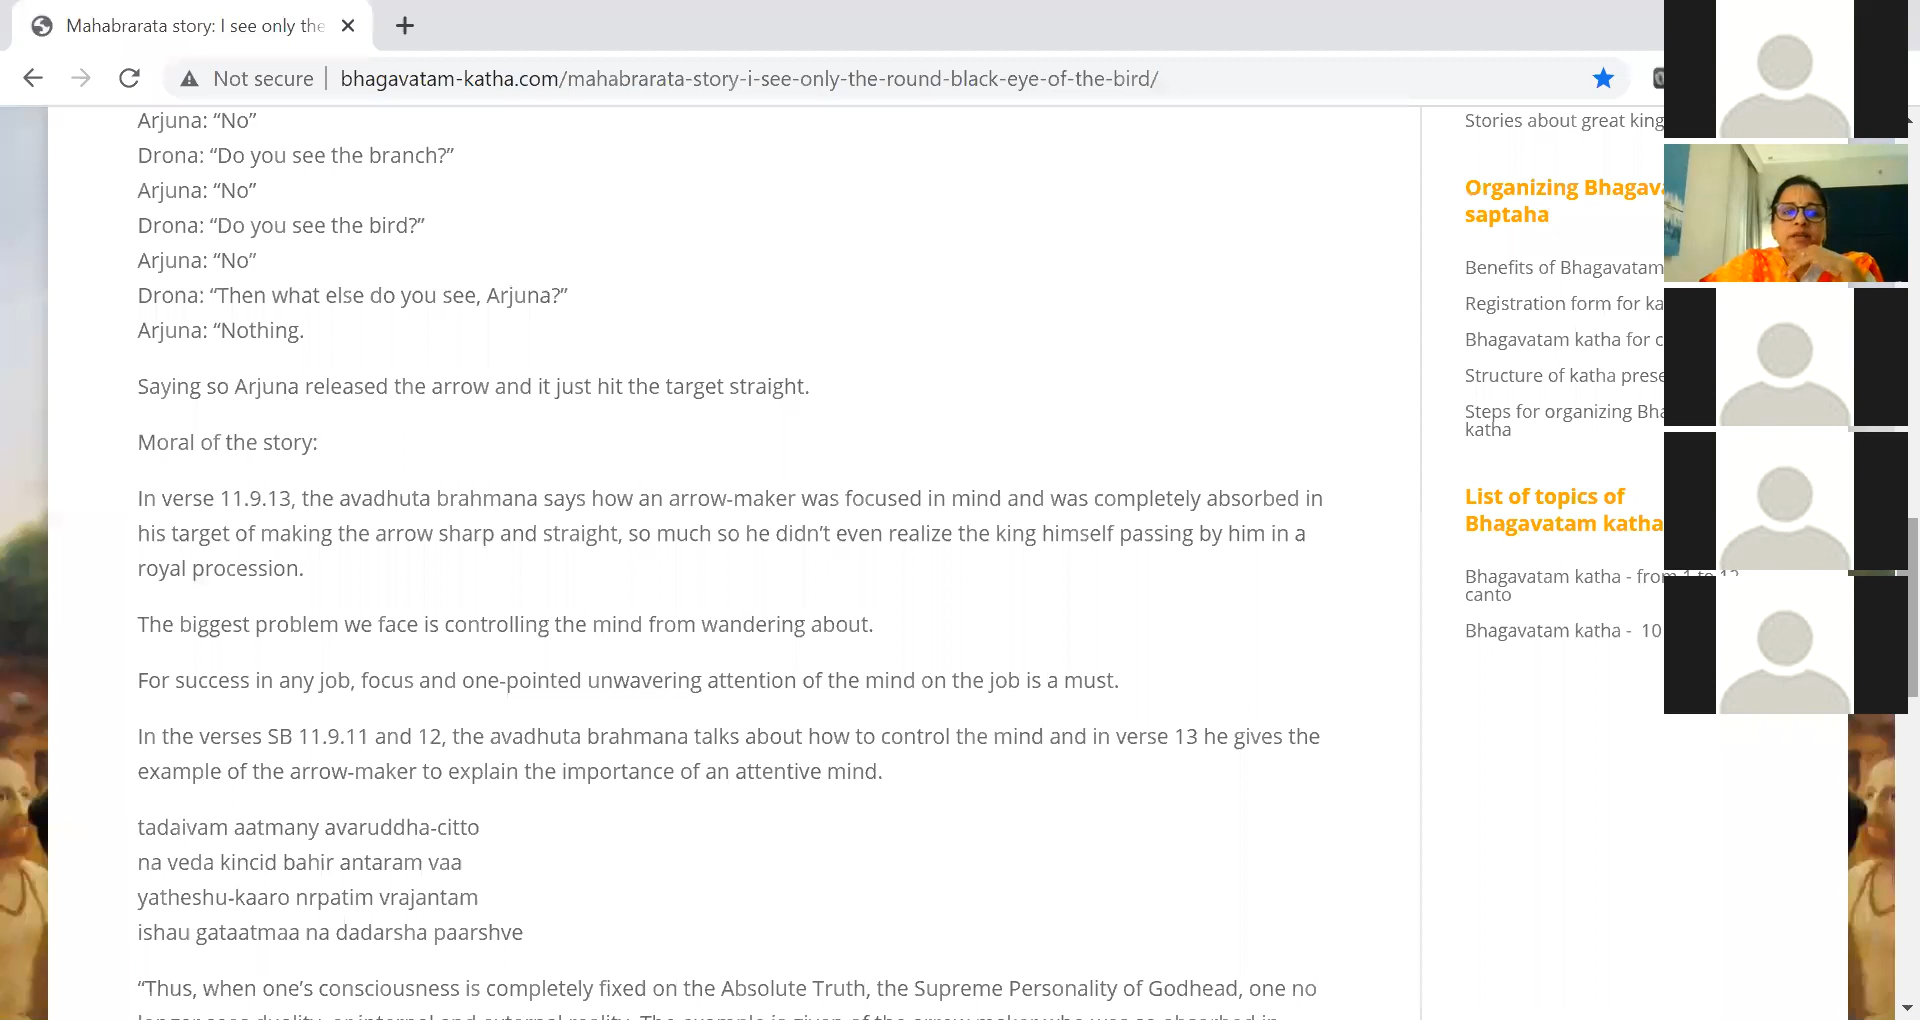 Mahabrarata story: I see only the
Not secure
bhagavatam-katha.com/mahabrarata-story-i-see-only-the-round-black-eye-of-the-bird/
Arjuna: “No”
Drona: “Do you see the branch?”
Arjuna: “No”
Drona: “Do you see the bird?”
Arjuna: “No”
Drona: “Then what else do you see, Arjuna?”
Arjuna: “Nothing.
Saying so Arjuna released the arrow and it just hit the target straight.
Moral of the story:
In verse 11.9.13, the avadhuta brahmana says how an arrow-maker was focused in mind and was completely absorbed in
his target of making the arrow sharp and straight, so much so he didn’t even realize the king himself passing by him in a
royal procession.
The biggest problem we face is controlling the mind from wandering about.
For success in any job, focus and one-pointed unwavering attention of the mind on the job is a must.
In the verses SB 11.9.11 and 12, the avadhuta brahmana talks about how to control the mind and in verse 13 he gives the
example of the arrow-maker to explain the importance of an attentive mind.
tadaivam aatmany avaruddha-citto
na veda kincid bahir antaram vaa
yatheshu-kaaro nrpatim vrajantam
ishau gataatmaa na dadarsha paarshve
“Thus, when one’s consciousness is completely fixed on the Absolute Truth, the Supreme Personality of Godhead, one no
Stories about great king
Organizing Bhagava
saptaha
Benefits of Bhagavatam
Registration form for ka
Bhagavatam katha for c
Structure of katha prese
Steps for organizing Bha
katha
List of topics of
Bhagavatam katha
Bhagavatam katha - from 1 to 12
canto
Bhagavatam katha - 10